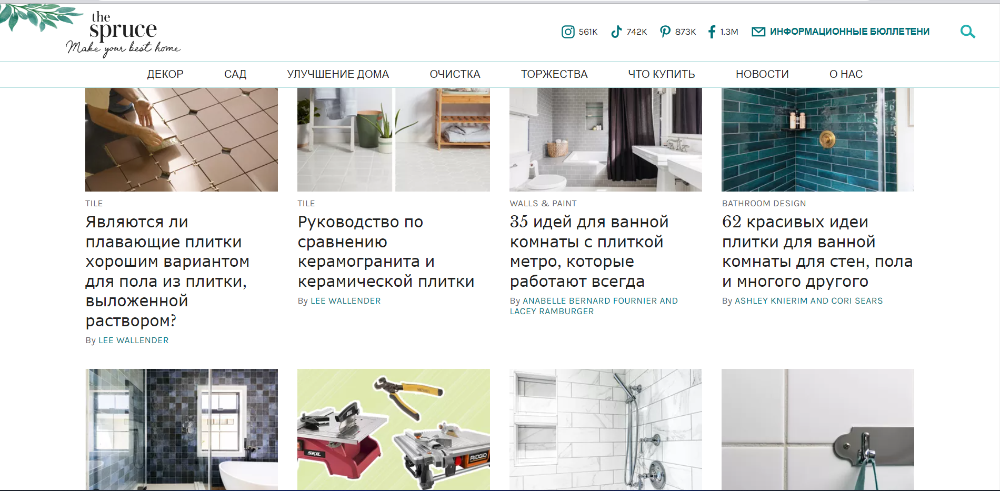 the
spruce
Make your best home
561K 742K 873K 1.3M ИНФОРМАЦИОННЫЕ БЮЛЛЕТЕНИ
ДЕКОР САД УЛУЧШЕНИЕ ДОМА ОЧИСТКА ТОРЖЕСТВА ЧТО КУПИТЬ НОВОСТИ О НАС
TILE
Являются ли
плавающие плитки
хорошим вариантом
для пола из плитки,
выложенной
раствором?
By LEE WALLENDER
TILE
Руководство по
сравнению
керамогранита и
керамической плитки
By LEE WALLENDER
WALLS & PAINT
35 идей для ванной
комнаты с плиткой
метро, которые
работают всегда
By ANABELLE BERNARD FOURNIER AND
LACEY RAMBURGER
BATHROOM DESIGN
62 красивых идеи
плитки для ванной
комнаты для стен, пола
и многого другого
By ASHLEY KNIERIM AND CORI SEARS
SKIL
SKIL
RIDGID